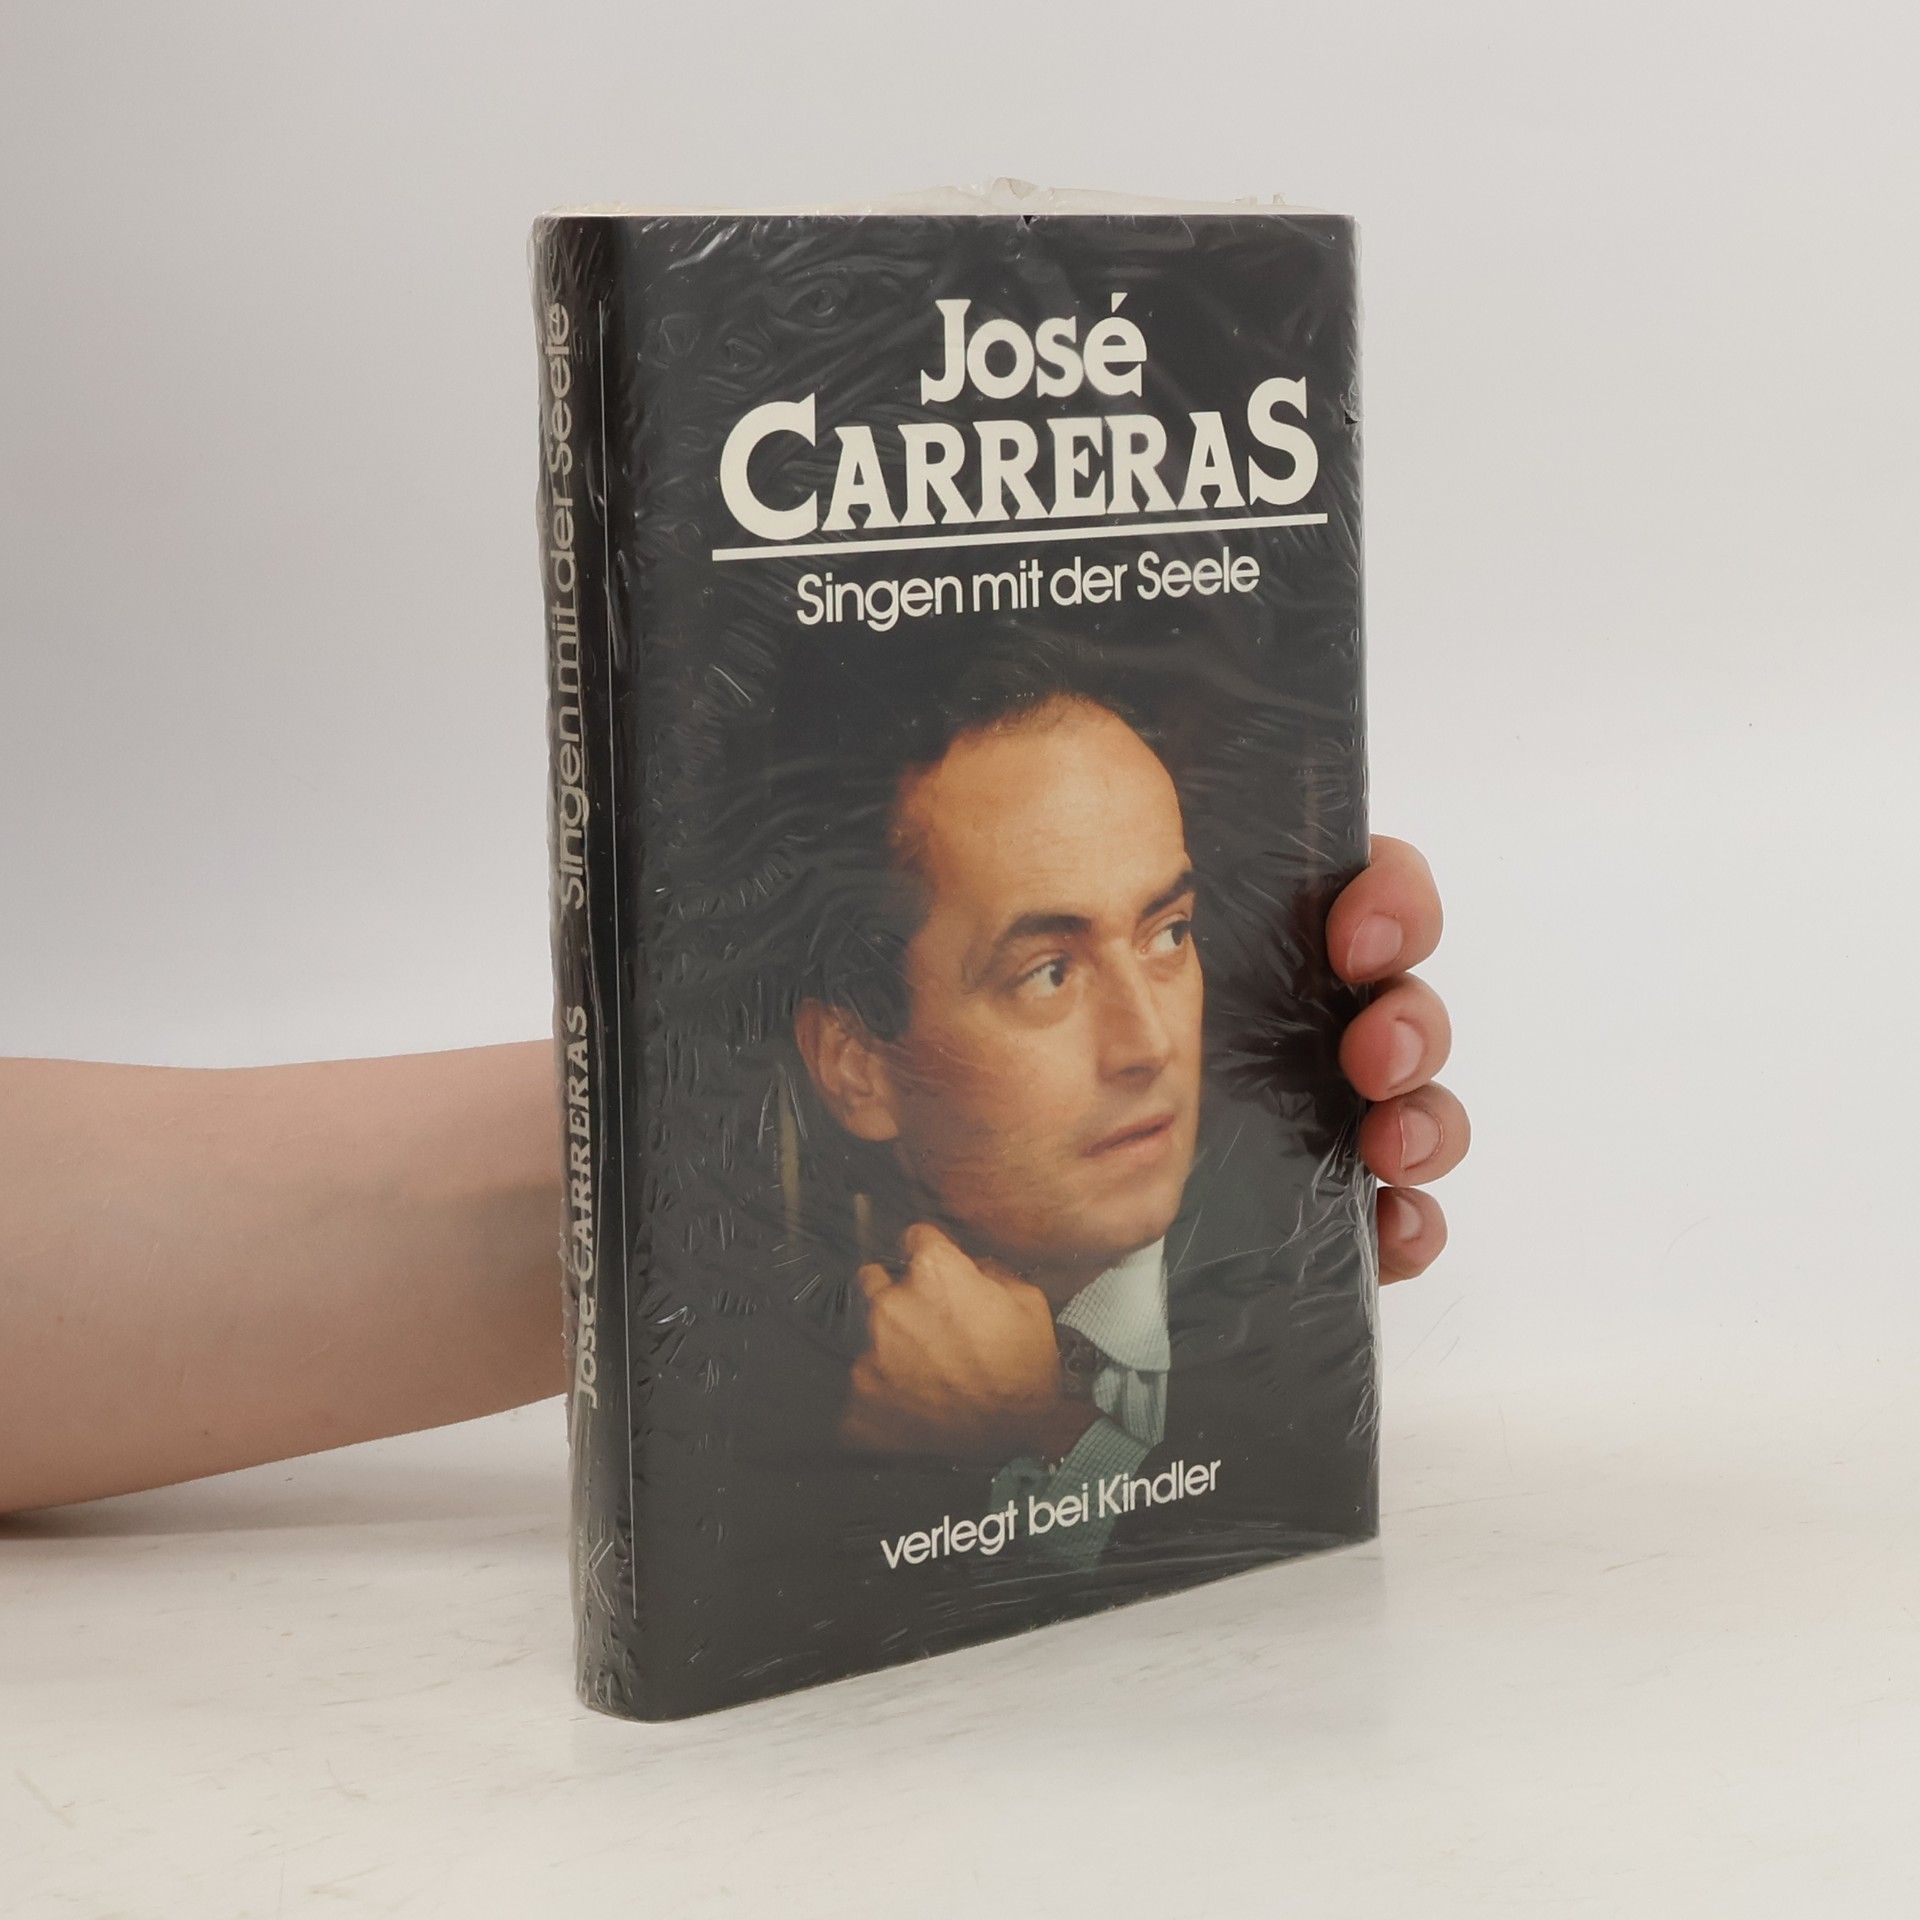 José
CARRERAS
Singen mit der Seele
verlegt bei Kindler
José CARRERAS Singen mit der Seele